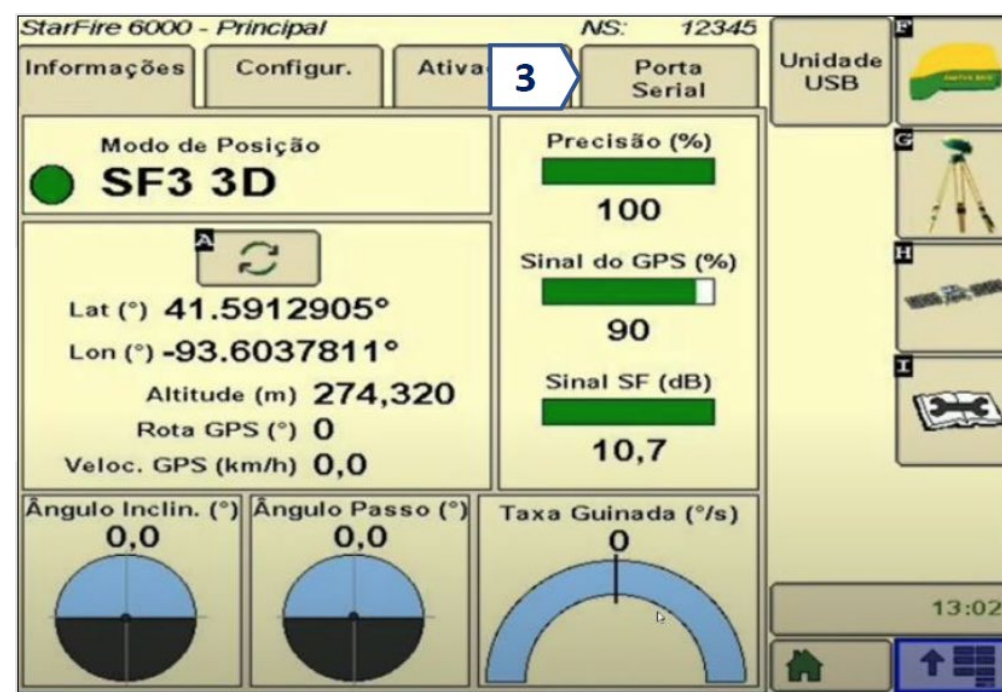 StarFire 6000 - Principal
NS: 12345
Informações
Configur.
Ativa
3
Porta
Serial
Unidade
USB
F
G
H
I
Modo de Posição
SF3 3D
A
Lat (°) 41.5912905°
Lon (°) -93.6037811°
Altitude (m) 274,320
Rota GPS (°) 0
Veloc. GPS (km/h) 0,0
Precisão (%)
100
Sinal do GPS (%)
90
Sinal SF (dB)
10,7
Ângulo Inclin. (°)
0,0
Ângulo Passo (°)
0,0
Taxa Guinada (°/s)
0
13:02